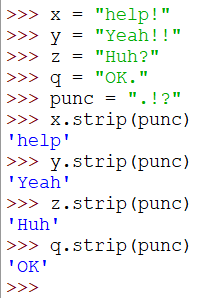 >>> x = "help!"
>>> y = "Yeah!!"
>>> z = "Huh?"
>>> q = "OK."
>>> punc = ".!?"
>>> x.strip(punc)
'help'
>>> y.strip(punc)
'Yeah'
>>> z.strip(punc)
'Huh'
>>> q.strip(punc)
'OK'
>>>